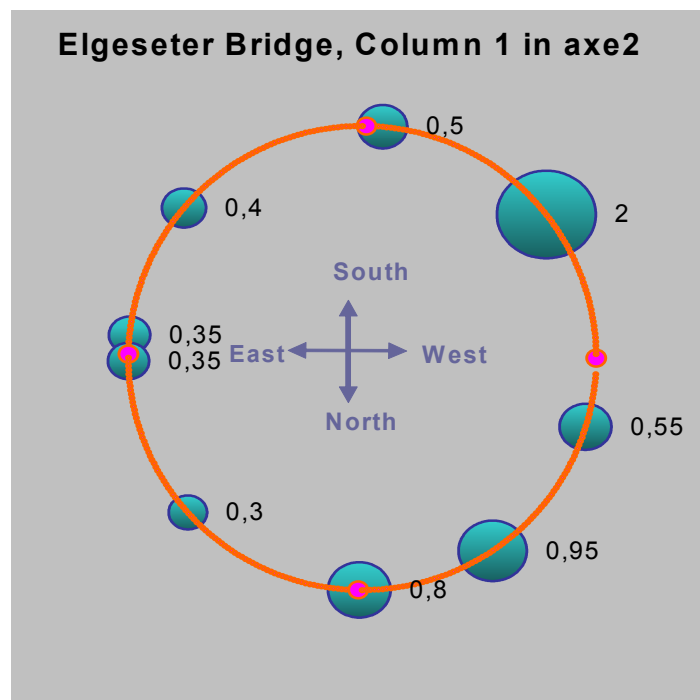 Elgeseter Bridge, Column 1 in axe2
0,5
0,4
2
South
0,35
0,35
East
West
North
0,55
0,3
0,95
0,8